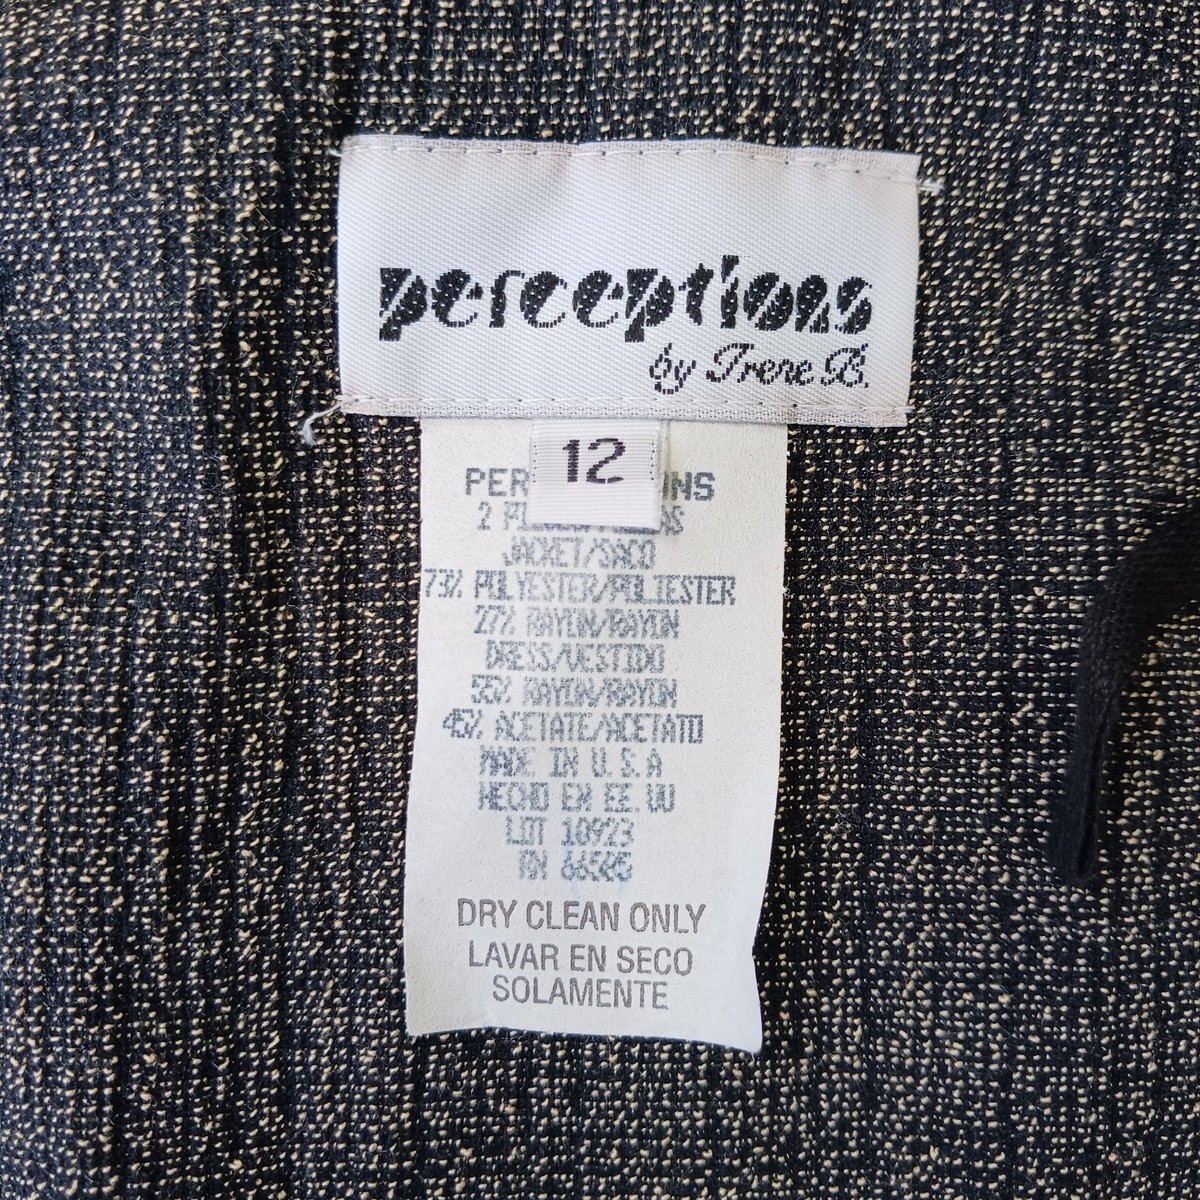 perceptions
by Irene B.
12
PER NS
2 P S
JACKET/SACO
73% POLYESTER/POLIESTER
27% RAYON/RAYON
DRESS/VESTIDO
55% RAYON/RAYON
45% ACETATE/ACETATO
MADE IN U.S.A
HECHO EN EE.UU
LOT 10923
RN 66585
DRY CLEAN ONLY
LAVAR EN SECO
SOLAMENTE